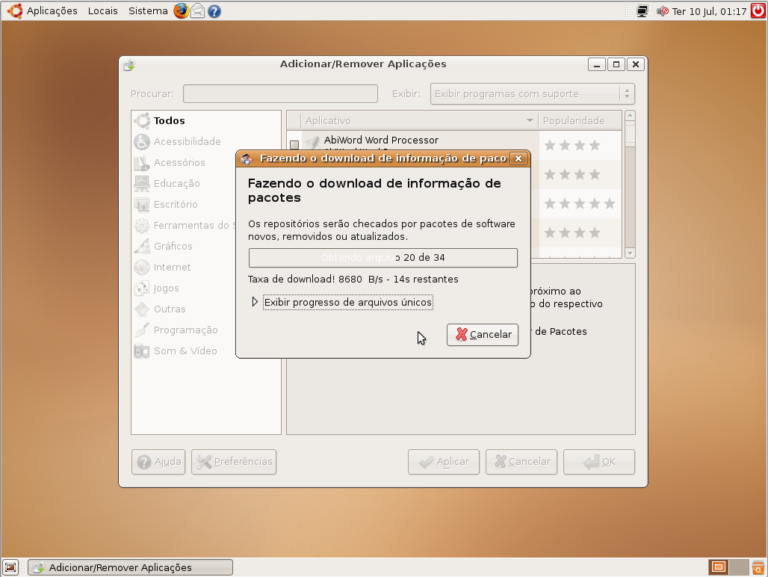 Aplicações Locais Sistema
Ter 10 Jul, 01:17
Adicionar/Remover Aplicações
Procurar:
Exibir:
Exibir programas com suporte
Todos
Acessibilidade
Acessórios
Educação
Escritório
Ferramentas do S
Gráficos
Internet
Jogos
Outras
Programação
Som & Vídeo
Aplicativo
Popularidade
AbiWord Word Processor
Fazendo o download de informação de paco
Fazendo o download de informação de
pacotes
Os repositórios serão checados por pacotes de software
novos, removidos ou atualizados.
Obtendo arquivo 20 de 34
Taxa de download! 8680 B/s - 14s restantes
Exibir progresso de arquivos únicos
Cancelar
próximo ao
o do respectivo
de Pacotes
Ajuda
Preferências
Aplicar
Cancelar
OK
Adicionar/Remover Aplicações